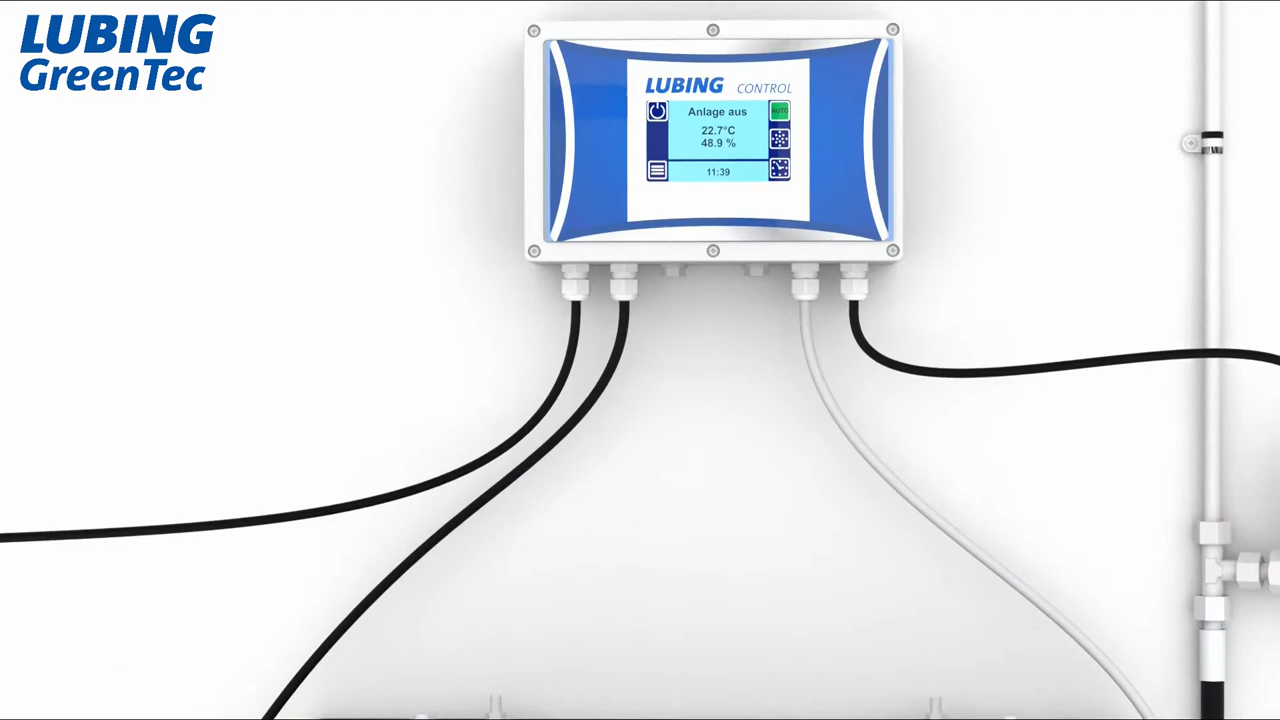 LUBING
GreenTec
LUBING CONTROL
Anlage aus
AUTO
22.7°C
48.9 %
11:39